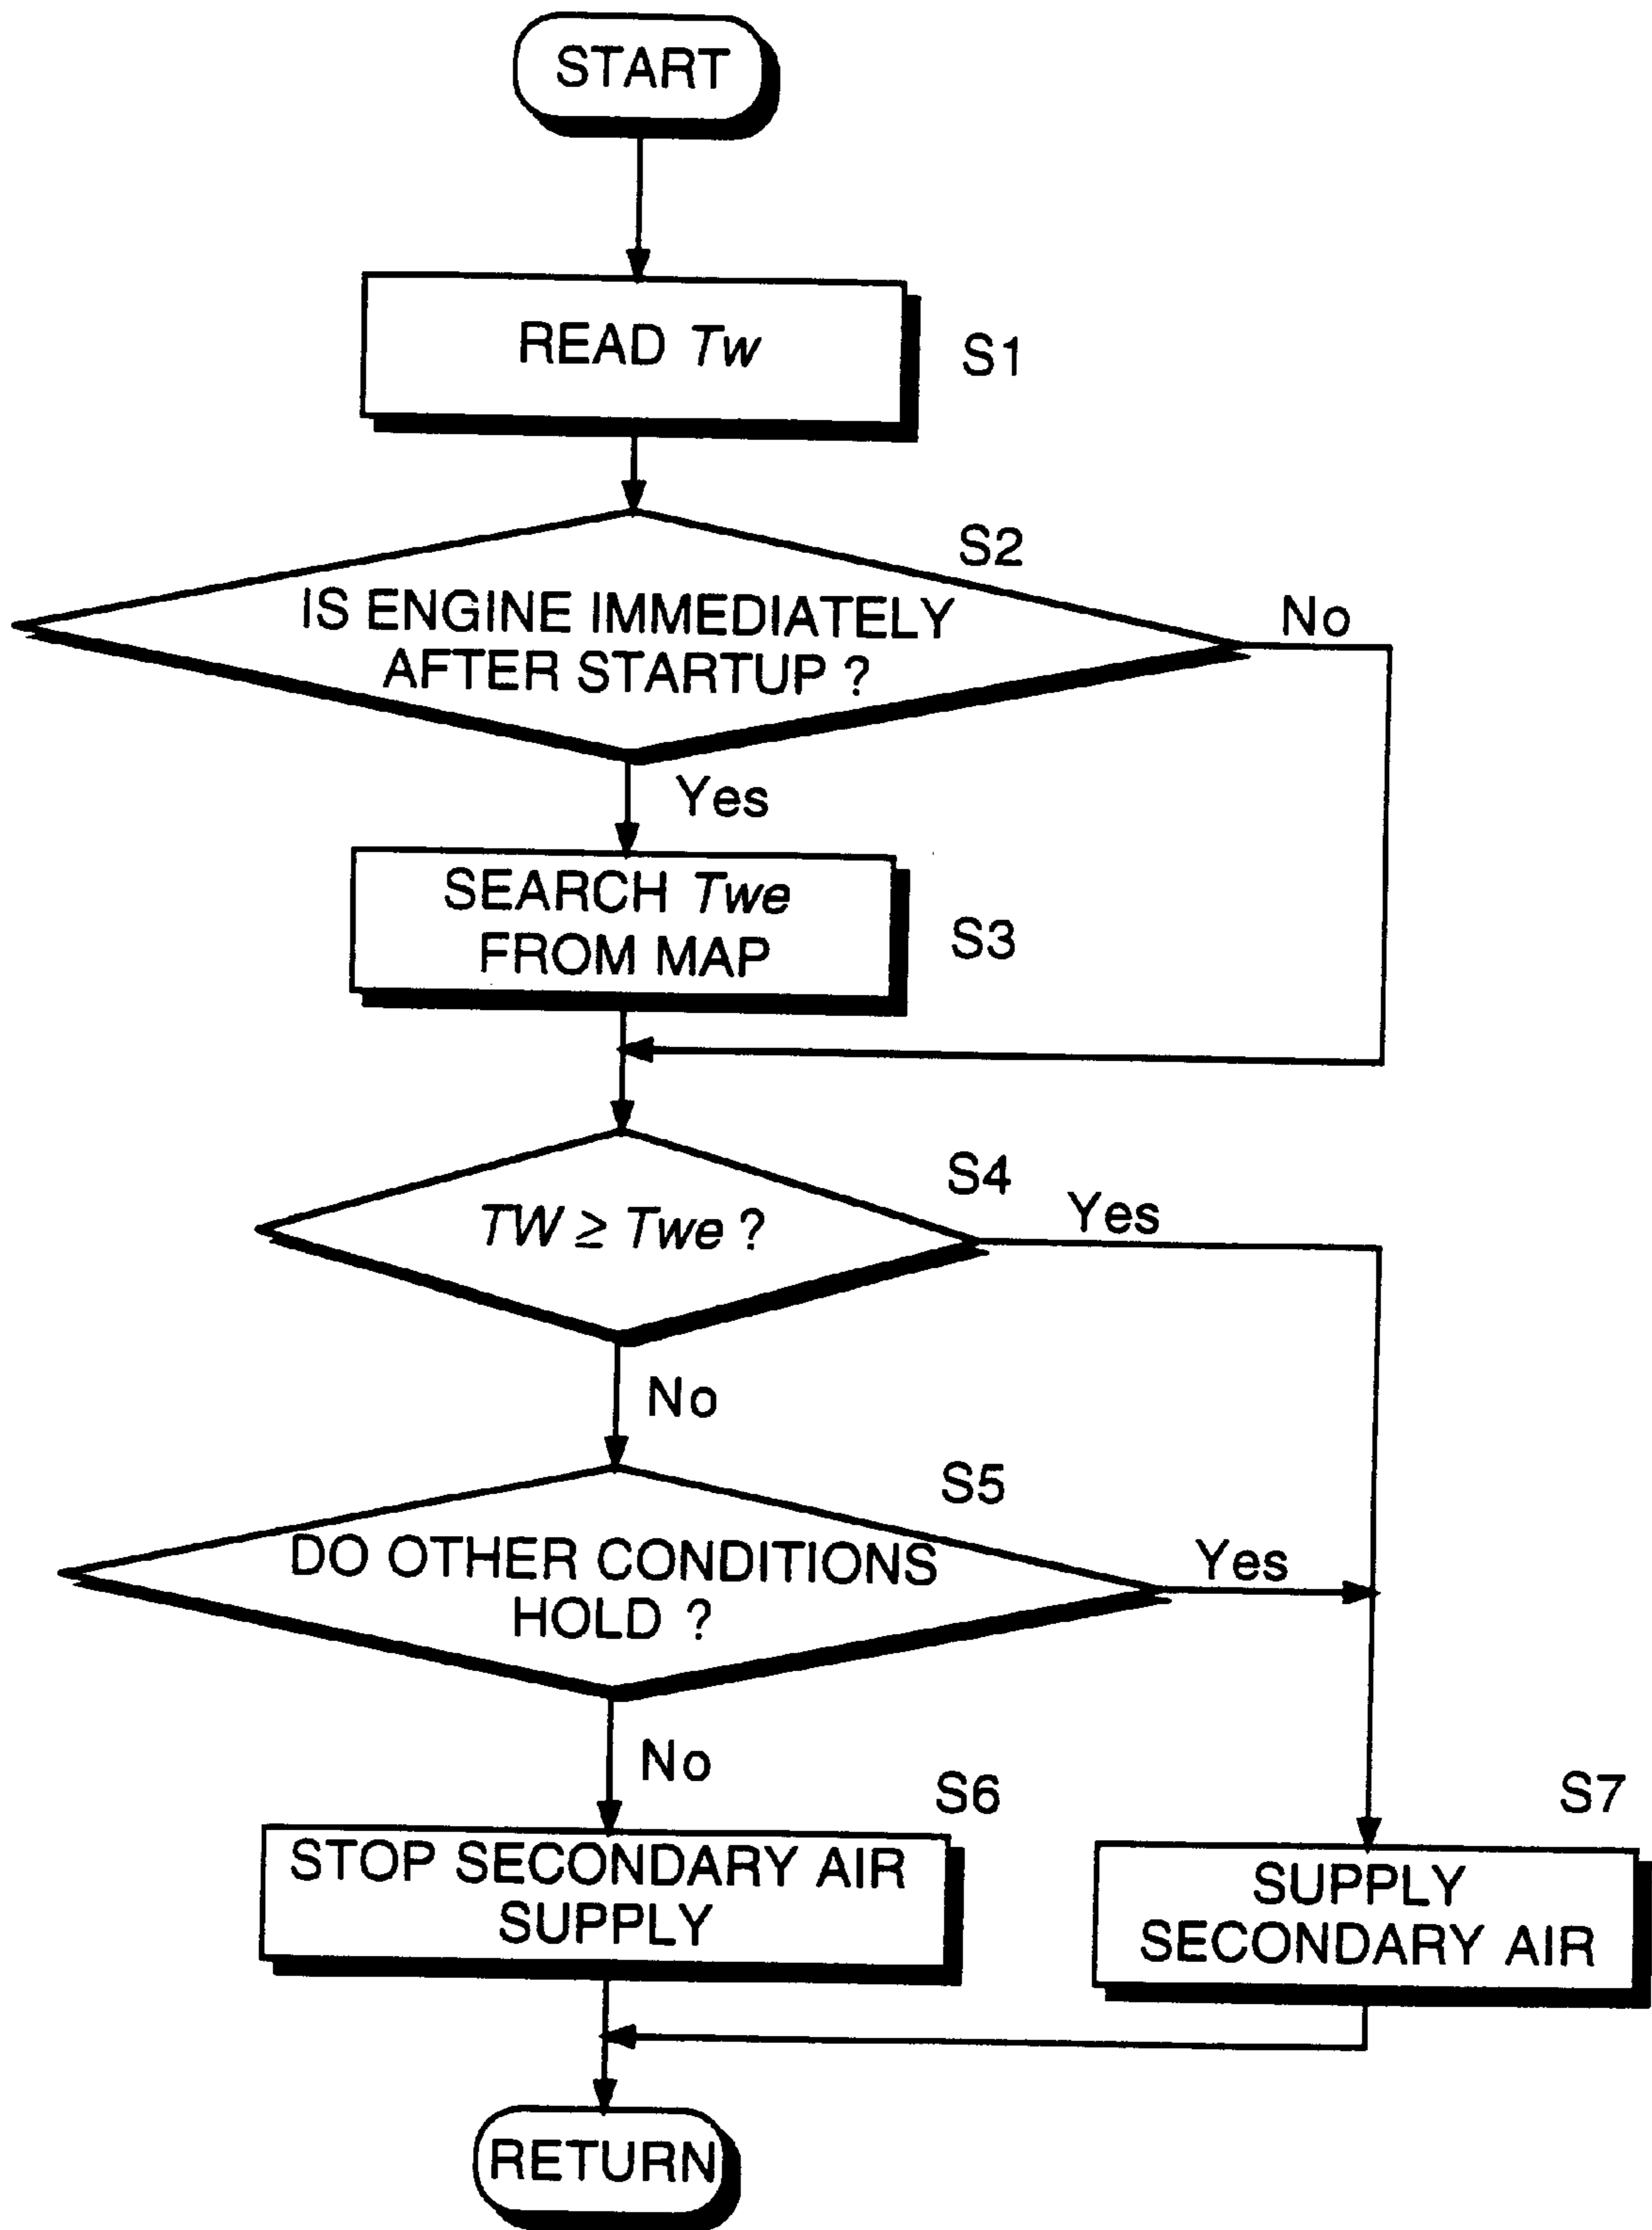 START
READ Tw
S1
S2
IS ENGINE IMMEDIATELY
AFTER STARTUP ?
No
Yes
SEARCH Twe
FROM MAP
S3
S4
TW ≥ Twe ?
Yes
No
S5
DO OTHER CONDITIONS
HOLD ?
Yes
No
S6
STOP SECONDARY AIR
SUPPLY
S7
SUPPLY
SECONDARY AIR
RETURN